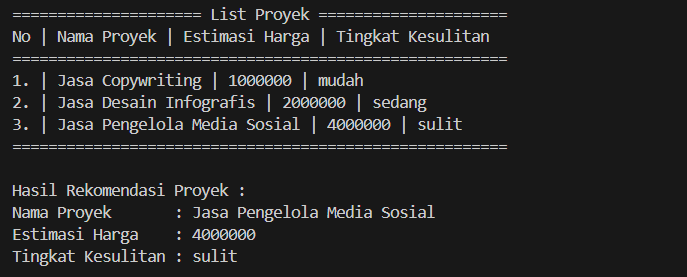 ===================== List Proyek =====================
No | Nama Proyek | Estimasi Harga | Tingkat Kesulitan
=======================================================
1. | Jasa Copywriting | 1000000 | mudah
2. | Jasa Desain Infografis | 2000000 | sedang
3. | Jasa Pengelola Media Sosial | 4000000 | sulit
=======================================================
Hasil Rekomendasi Proyek :
Nama Proyek       : Jasa Pengelola Media Sosial
Estimasi Harga    : 4000000
Tingkat Kesulitan : sulit